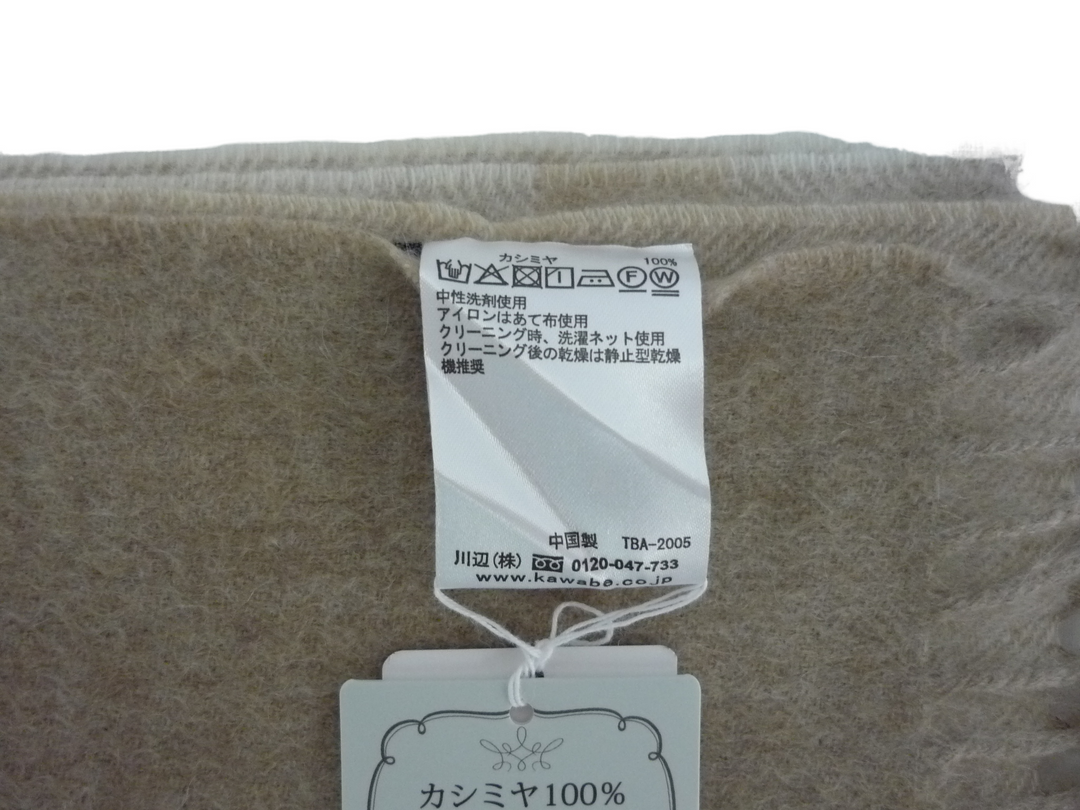 カシミヤ 100%
F W
中性洗剤使用
アイロンはあて布使用
クリーニング時、洗濯ネット使用
クリーニング後の乾燥は静止型乾燥
機推奨
中国製 TBA-2005
川辺(株) 0120-047-733
www.kawabe.co.jp
カシミヤ100%